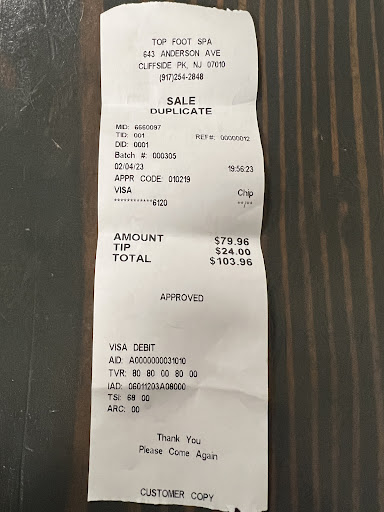 TOP FOOT SPA
643 ANDERSON AVE
CLIFFSIDE PK, NJ 07010
(917)254-2848
SALE
DUPLICATE
MID: 6660097
TID: 001 REF#: 00000012
DID: 0001
Batch #: 000305
02/04/23 19:56:23
APPR CODE: 010219
VISA Chip
************6120 **/**
AMOUNT $79.96
TIP $24.00
TOTAL $103.96
APPROVED
VISA DEBIT
AID: A0000000031010
TVR: 80 80 00 80 00
IAD: 06011203A08000
TSI: 68 00
ARC: 00
Thank You
Please Come Again
CUSTOMER COPY